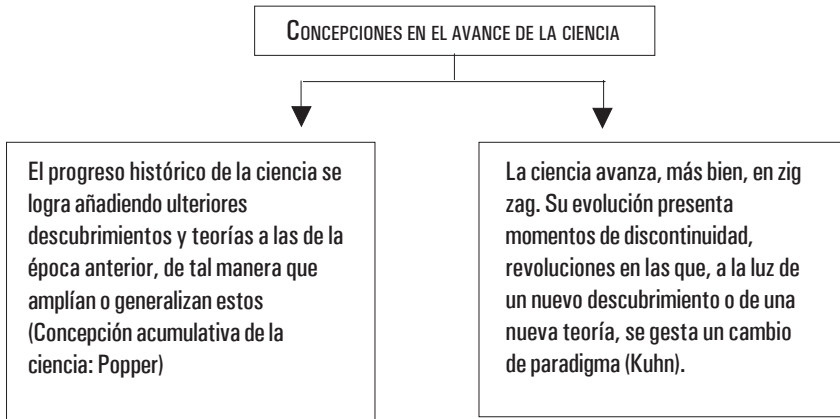 CONCEPCIONES EN EL AVANCE DE LA CIENCIA
El progreso histórico de la ciencia se
logra añadiendo ulteriores
descubrimientos y teorías a las de la
época anterior, de tal manera que
amplían o generalizan estos
(Concepción acumulativa de la
ciencia: Popper)
La ciencia avanza, más bien, en zig
zag. Su evolución presenta
momentos de discontinuidad,
revoluciones en las que, a la luz de
un nuevo descubrimiento o de una
nueva teoría, se gesta un cambio
de paradigma (Kuhn).